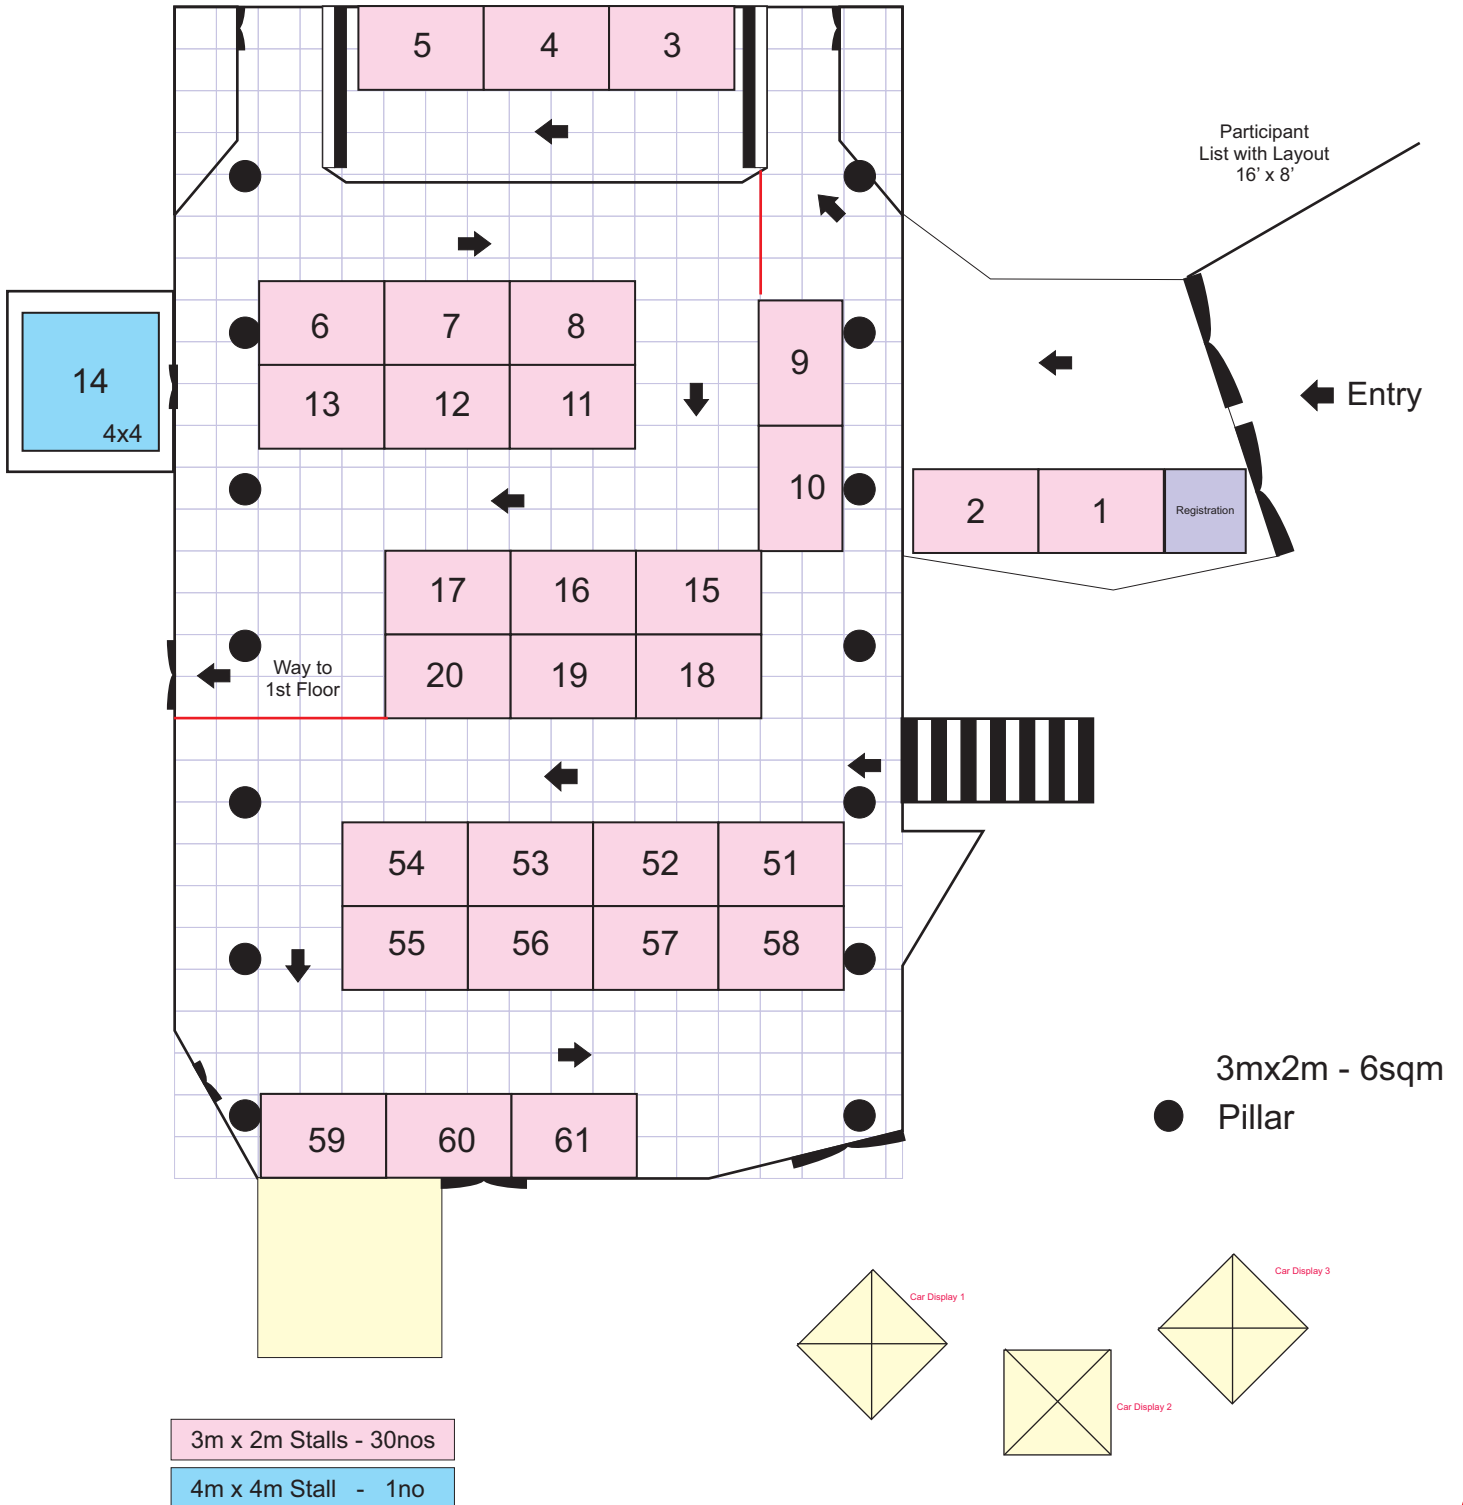 5 4 3
Participant
List with Layout
16’ x 8’
6 7 8
9
14
4x4
13 12 11
Entry
10
2 1 Registration
17 16 15
Way to
1st Floor
20 19 18
54 53 52 51
55 56 57 58
3mx2m - 6sqm
Pillar
59 60 61
Car Display 1
Car Display 3
Car Display 2
3m x 2m Stalls - 30nos
4m x 4m Stall - 1no